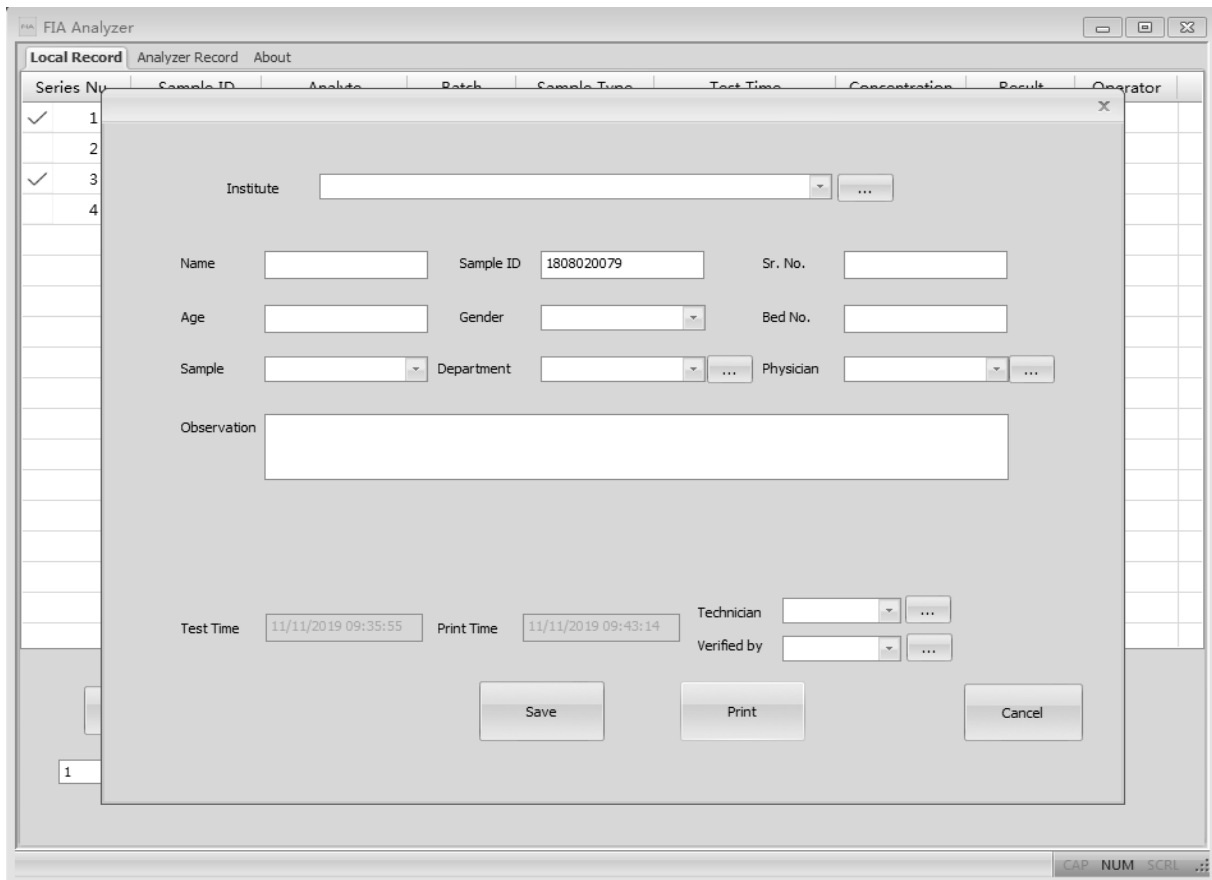 FIA FIA Analyzer
Local Record Analyzer Record About
Series Nu Sample ID Analyte Batch Sample Type Test Time Concentration Result Operator
1
2
3
4
Institute ...
Name Sample ID 1808020079 Sr. No.
Age Gender Bed No.
Sample Department ... Physician ...
Observation
Technician ...
Test Time 11/11/2019 09:35:55 Print Time 11/11/2019 09:43:14
Verified by ...
Save Print Cancel
1
CAP NUM SCRL